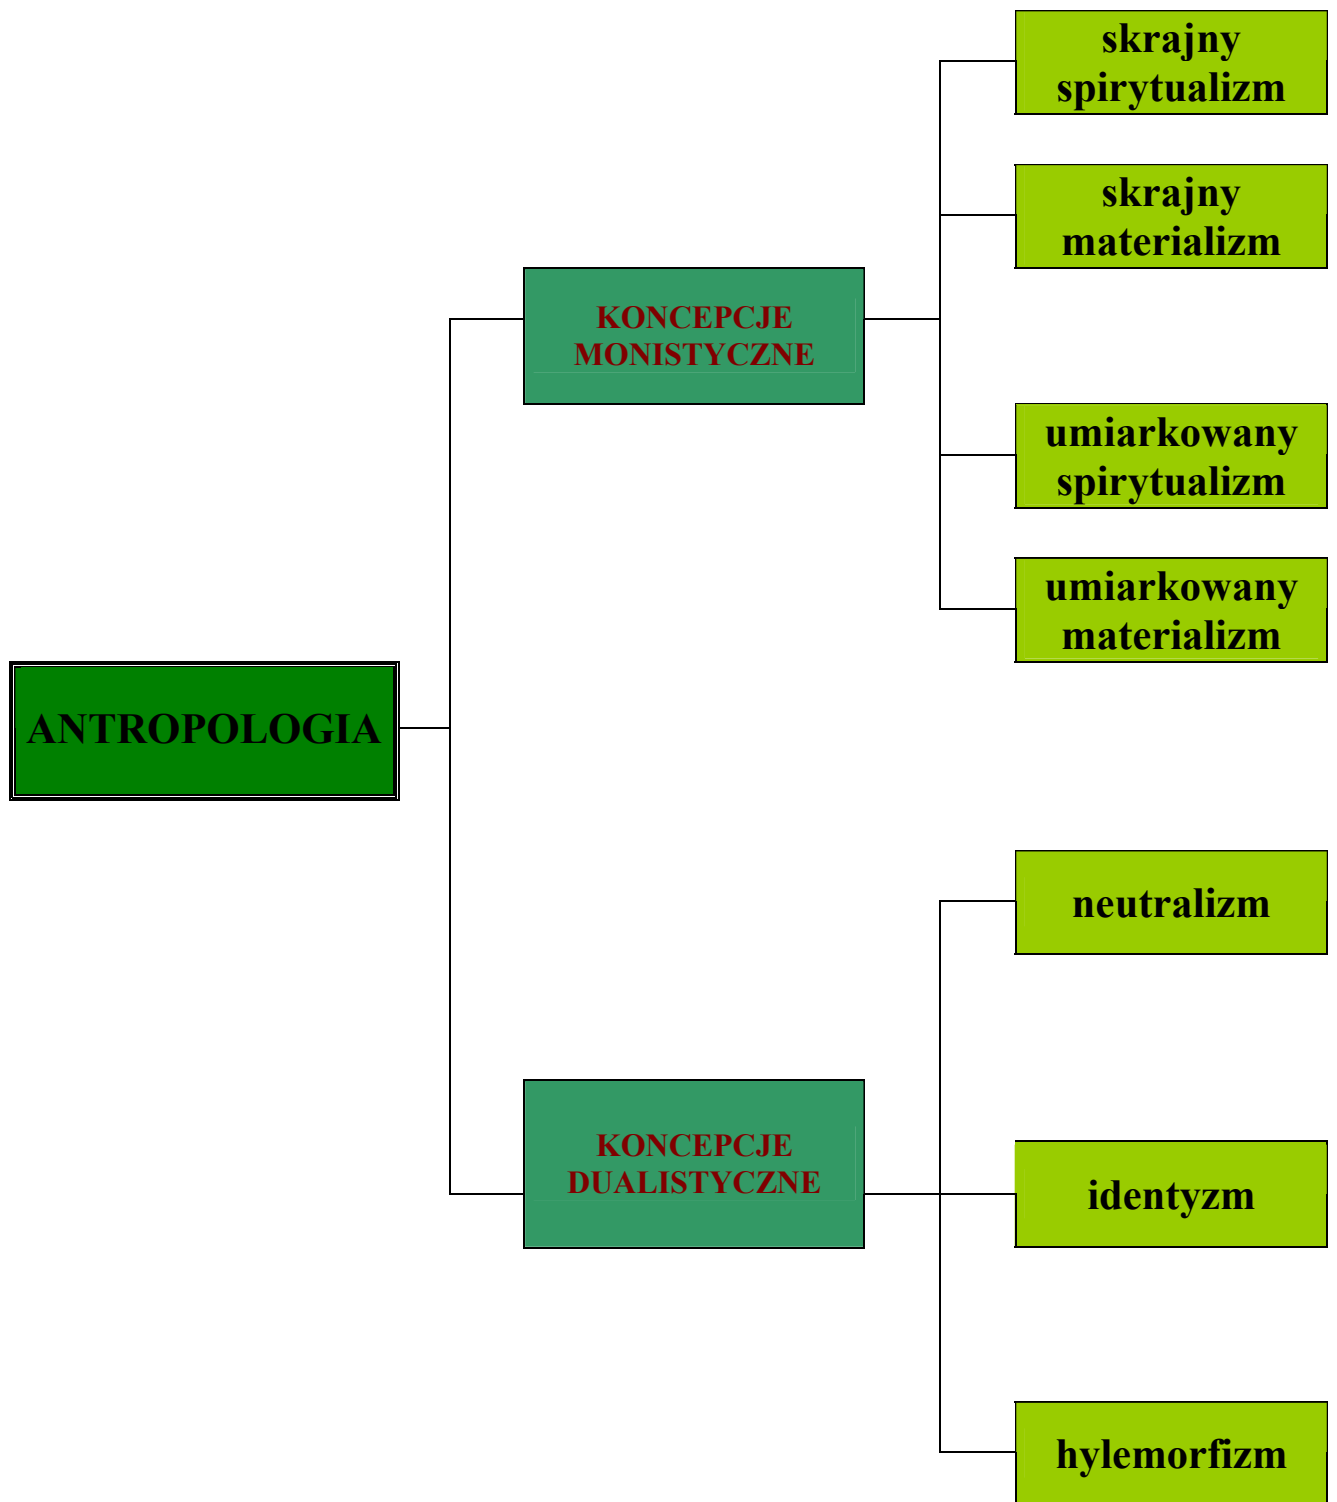 skrajny
spirytualizm
skrajny
materializm
KONCEPCJE
MONISTYCZNE
umiarkowany
spirytualizm
umiarkowany
materializm
ANTROPOLOGIA
neutralizm
KONCEPCJE
DUALISTYCZNE
identyzm
hylemorfizm